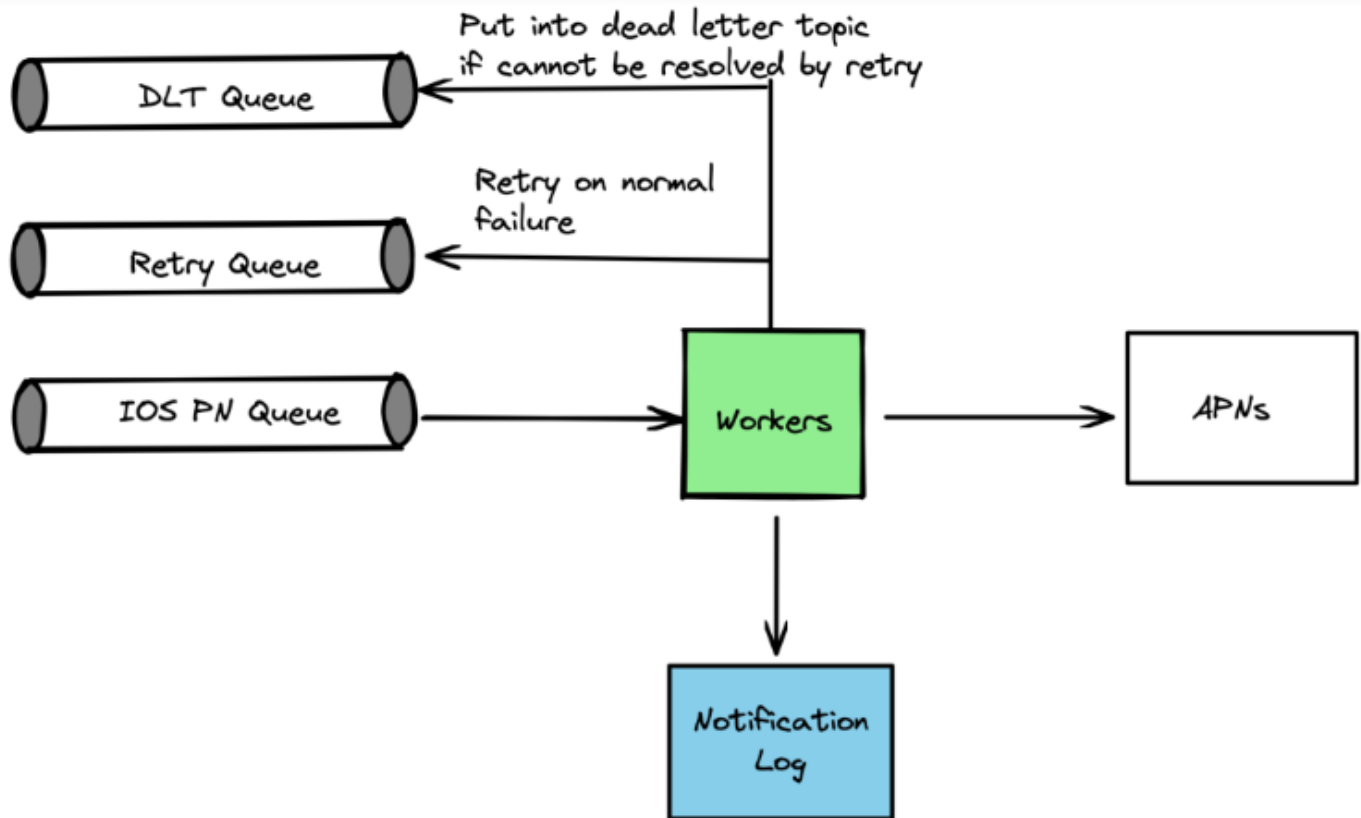 Put into dead letter topic
if cannot be resolved by retry
DLT Queue
Retry on normal
failure
Retry Queue
IOS PN Queue
Workers
APNs
Notification
Log